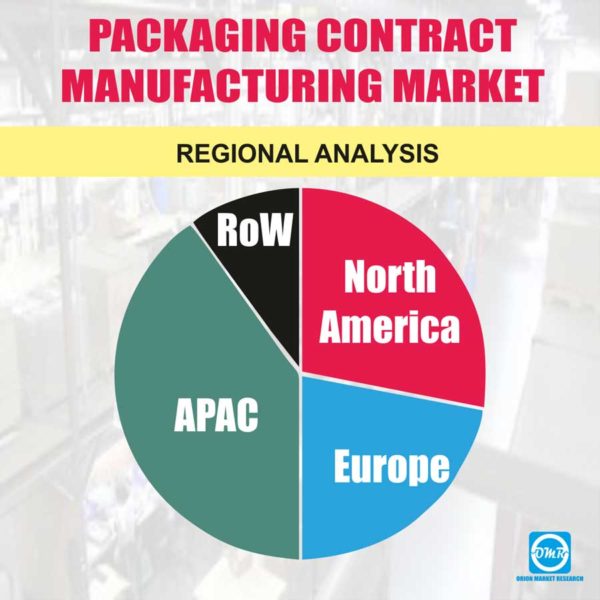 PACKAGING CONTRACT
MANUFACTURING MARKET
REGIONAL ANALYSIS
RoW
North
America
APAC
Europe
OMR
ORION MARKET RESEARCH